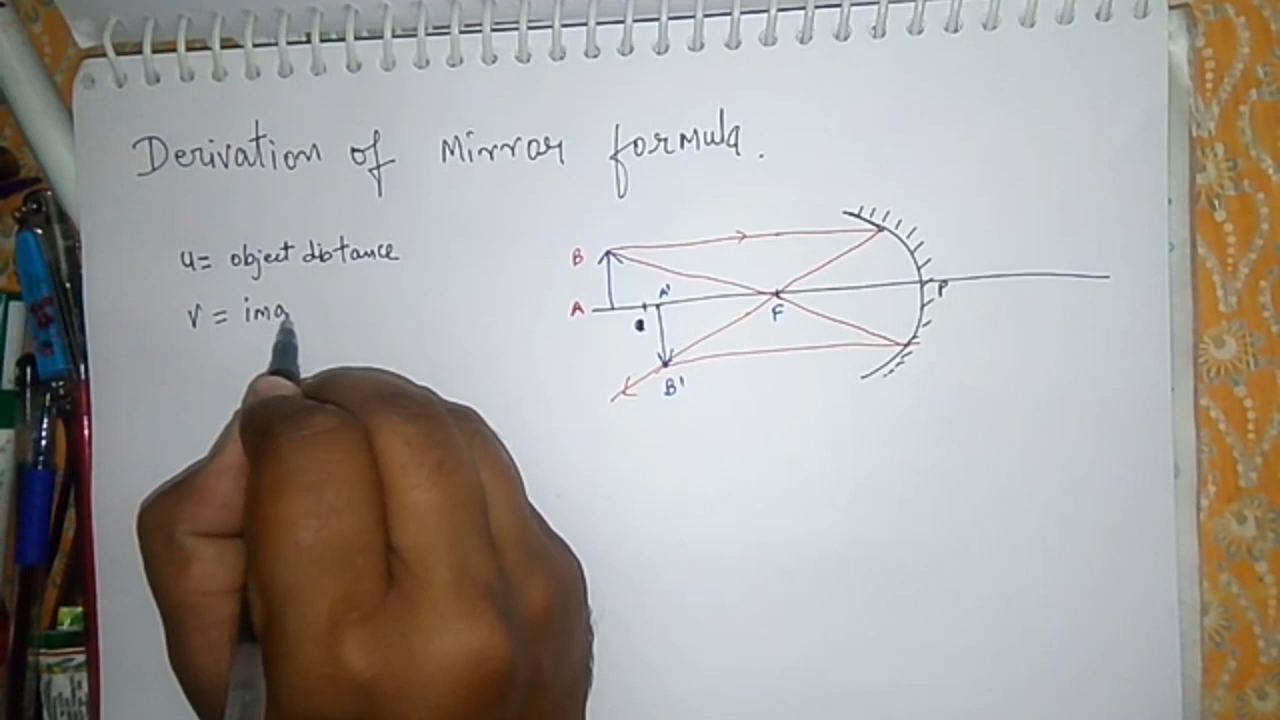 Derivation of Mirror formula.
u = object distance
v = ima
B
A
A'
F
P
B'